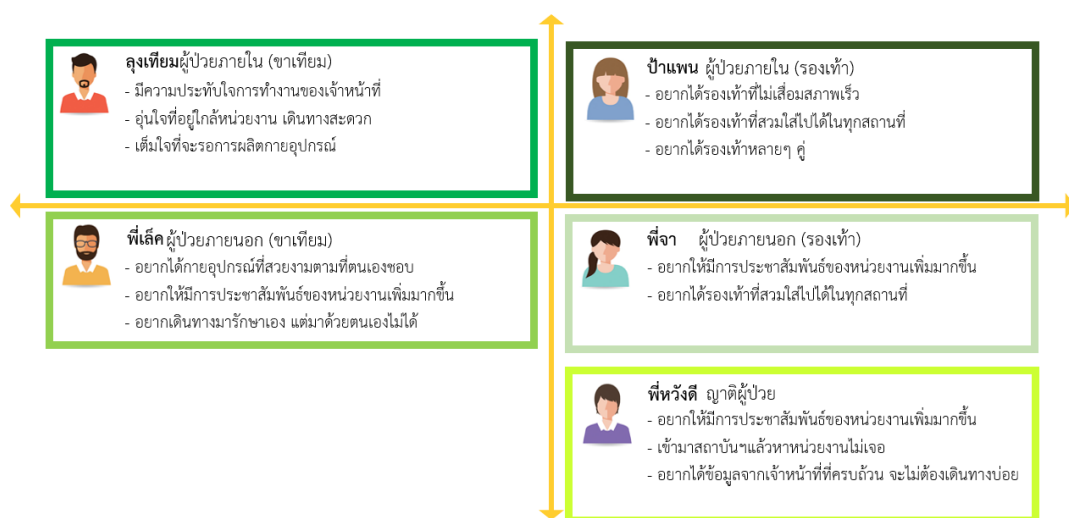 ลุงเทียมผู้ป่วยภายใน (ขาเทียม)
- มีความประทับใจการทำงานของเจ้าหน้าที่
- อุ่นใจที่อยู่ใกล้หน่วยงาน เดินทางสะดวก
- เต็มใจที่จะรอการผลิตกายอุปกรณ์
ป้าแพน ผู้ป่วยภายใน (รองเท้า)
- อยากได้รองเท้าที่ไม่เสื่อมสภาพเร็ว
- อยากได้รองเท้าที่สวมใส่ไปได้ในทุกสถานที่
- อยากได้รองเท้าหลายๆ คู่
พี่เล็ค ผู้ป่วยภายนอก (ขาเทียม)
- อยากได้กายอุปกรณ์ที่สวยงามตามที่ตนเองชอบ
- อยากให้มีการประชาสัมพันธ์ของหน่วยงานเพิ่มมากขึ้น
- อยากเดินทางมารักษาเอง แต่มาด้วยตนเองไม่ได้
พี่จา ผู้ป่วยภายนอก (รองเท้า)
- อยากให้มีการประชาสัมพันธ์ของหน่วยงานเพิ่มมากขึ้น
- อยากได้รองเท้าที่สวมใส่ไปได้ในทุกสถานที่
พี่หวังดี ญาติผู้ป่วย
- อยากให้มีการประชาสัมพันธ์ของหน่วยงานเพิ่มมากขึ้น
- เข้ามาสถาบันฯแล้วหาหน่วยงานไม่เจอ
- อยากได้ข้อมูลจากเจ้าหน้าที่ที่ครบถ้วน จะไม่ต้องเดินทางบ่อย